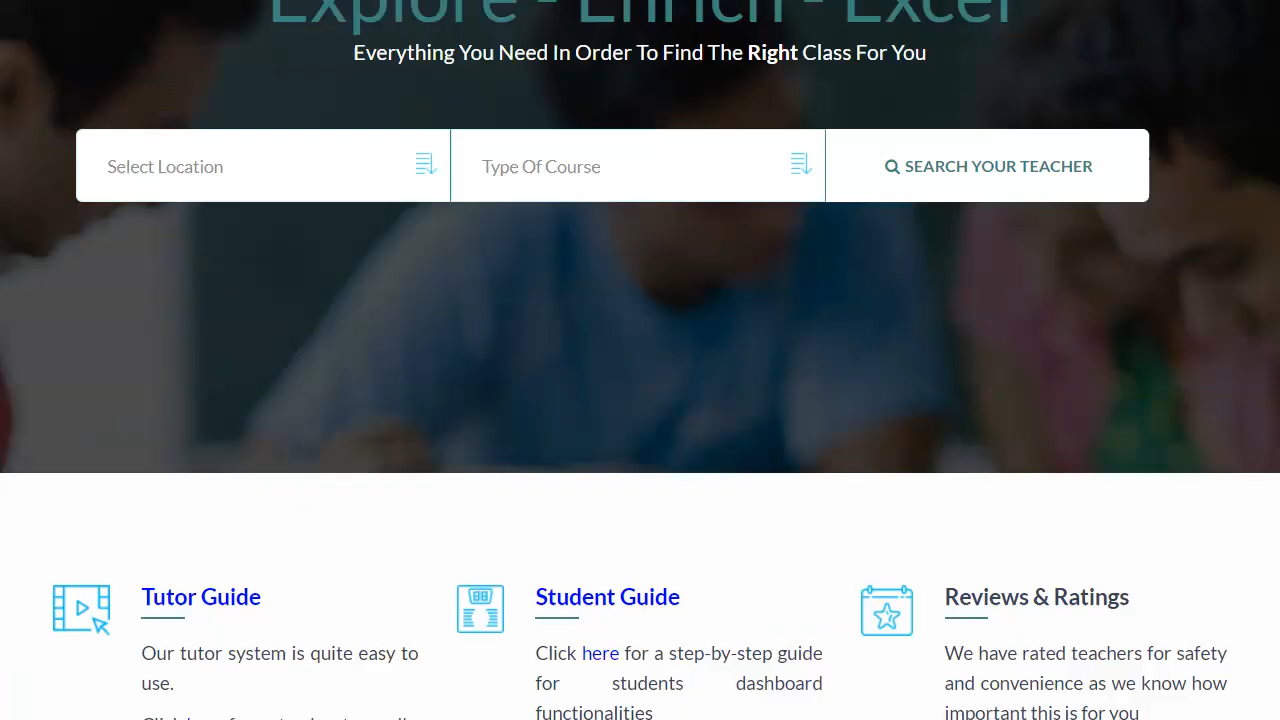 Explore - Enrich - Excel
Everything You Need In Order To Find The Right Class For You
Select Location
Type Of Course
SEARCH YOUR TEACHER
Tutor Guide
Student Guide
Reviews & Ratings
Our tutor system is quite easy to
use.
Click here for a step-by-step guide
for students dashboard
functionalities
We have rated teachers for safety
and convenience as we know how
important this is for you